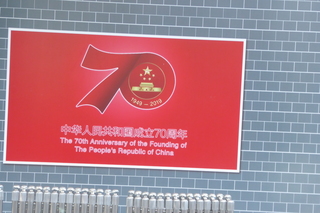 70
1949 – 2019
中华人民共和国成立70周年
The 70th Anniversary of the Founding of
The People's Republic of China